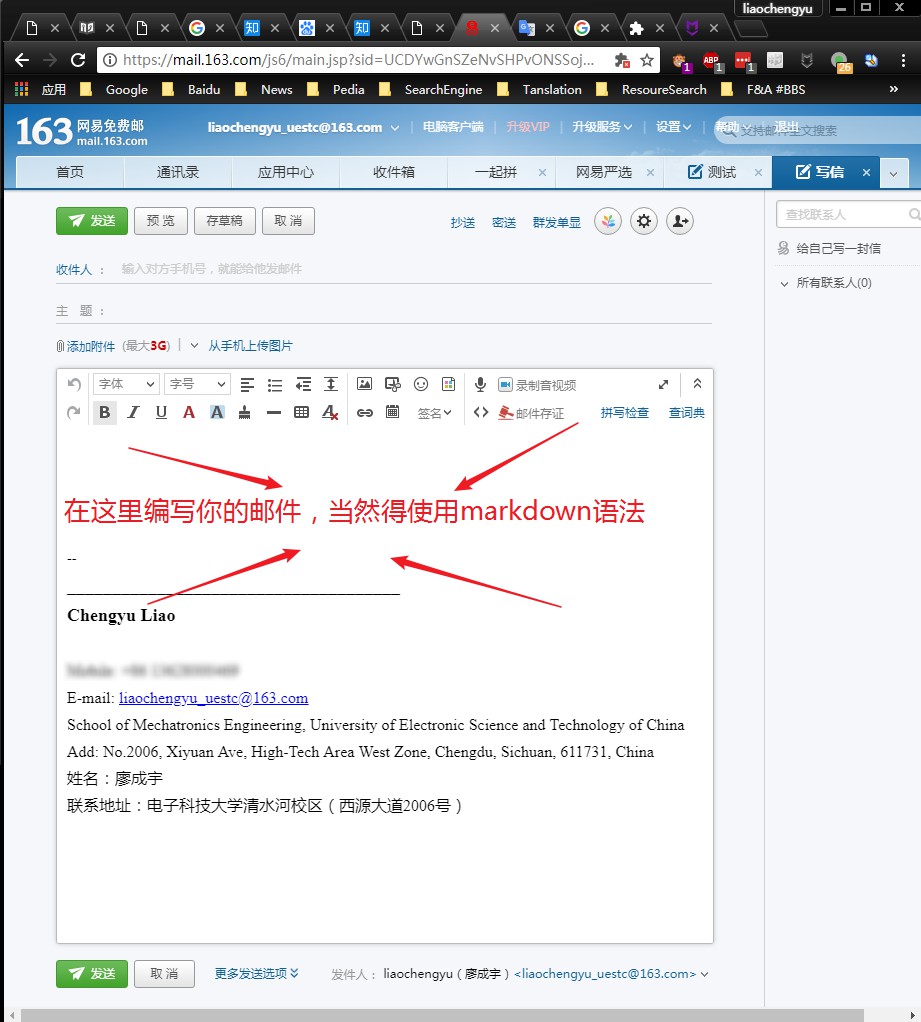 liaochengyu
https://mail.163.com/js6/main.jsp?sid=UCDYwGnSZeNvSHPvONSSoj...
应用 Google Baidu News Pedia SearchEngine Translation ResoureSearch F&A #BBS »
163 网易免费邮 mail.163.com liaochengyu_uestc@163.com 电脑客户端 升级VIP 升级服务 设置 帮助 退出 支持邮件全文搜索
首页 通讯录 应用中心 收件箱 一起拼 网易严选 测试 写信
发送 预 览 存草稿 取 消 抄送 密送 群发单显
查找联系人
给自己写一封信
所有联系人(0)
收件人 ： 输入对方手机号，就能给他发邮件
主 题 ：
添加附件 (最大3G) 从手机上传图片
字体 字号 录制音视频
B I U A A 签名 邮件存证 拼写检查 查词典
在这里编写你的邮件，当然得使用markdown语法
--
Chengyu Liao
E-mail: liaochengyu_uestc@163.com
School of Mechatronics Engineering, University of Electronic Science and Technology of China
Add: No.2006, Xiyuan Ave, High-Tech Area West Zone, Chengdu, Sichuan, 611731, China
姓名：廖成宇
联系地址：电子科技大学清水河校区（西源大道2006号）
发送 取 消 更多发送选项 发件人： liaochengyu（廖成宇）<liaochengyu_uestc@163.com>